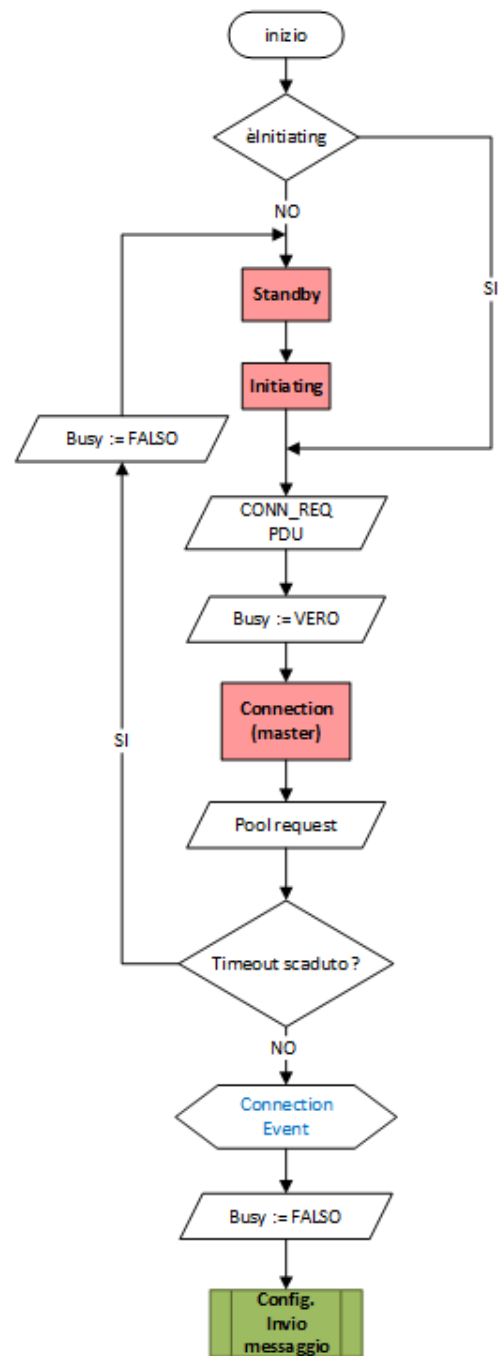 inizio
èInitiating
NO
SI
Standby
Initiating
Busy := FALSO
CONN_REQ
PDU
Busy := VERO
Connection
(master)
SI
Pool request
Timeout scaduto ?
NO
Connection
Event
Busy := FALSO
Config.
Invio
messaggio